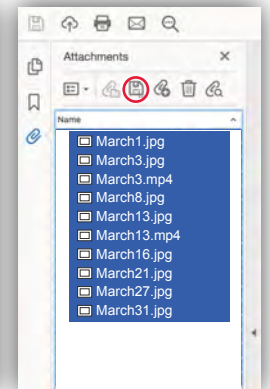 Attachments
Name
March1.jpg
March3.jpg
March3.mp4
March8.jpg
March13.jpg
March13.mp4
March16.jpg
March21.jpg
March27.jpg
March31.jpg